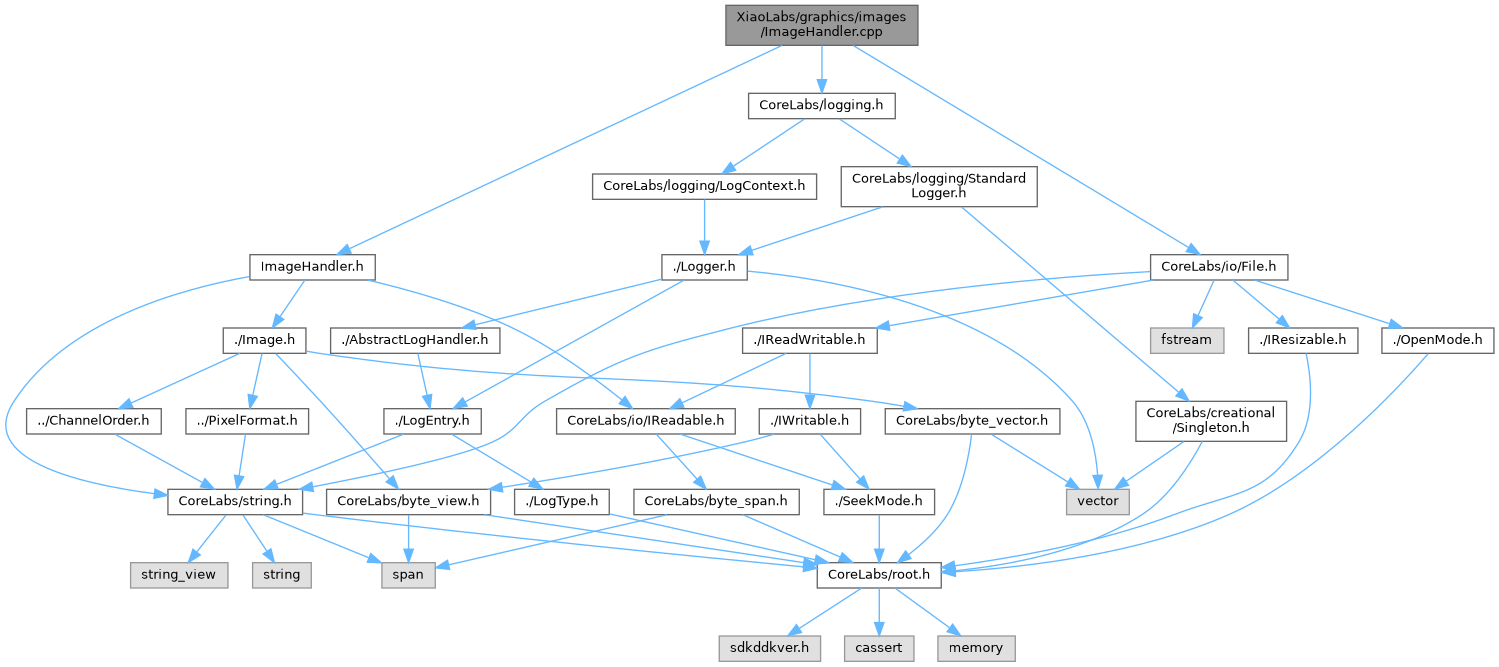 XiaoLabs/graphics/images
/ImageHandler.cpp
CoreLabs/logging.h
CoreLabs/logging/LogContext.h
CoreLabs/logging/Standard
Logger.h
ImageHandler.h
./Logger.h
CoreLabs/io/File.h
./Image.h
./AbstractLogHandler.h
./IReadWritable.h
fstream
./IResizable.h
./OpenMode.h
../ChannelOrder.h
../PixelFormat.h
./LogEntry.h
CoreLabs/io/IReadable.h
./IWritable.h
CoreLabs/byte_vector.h
CoreLabs/creational
/Singleton.h
CoreLabs/string.h
CoreLabs/byte_view.h
./LogType.h
CoreLabs/byte_span.h
./SeekMode.h
vector
string_view
string
span
CoreLabs/root.h
sdkddkver.h
cassert
memory